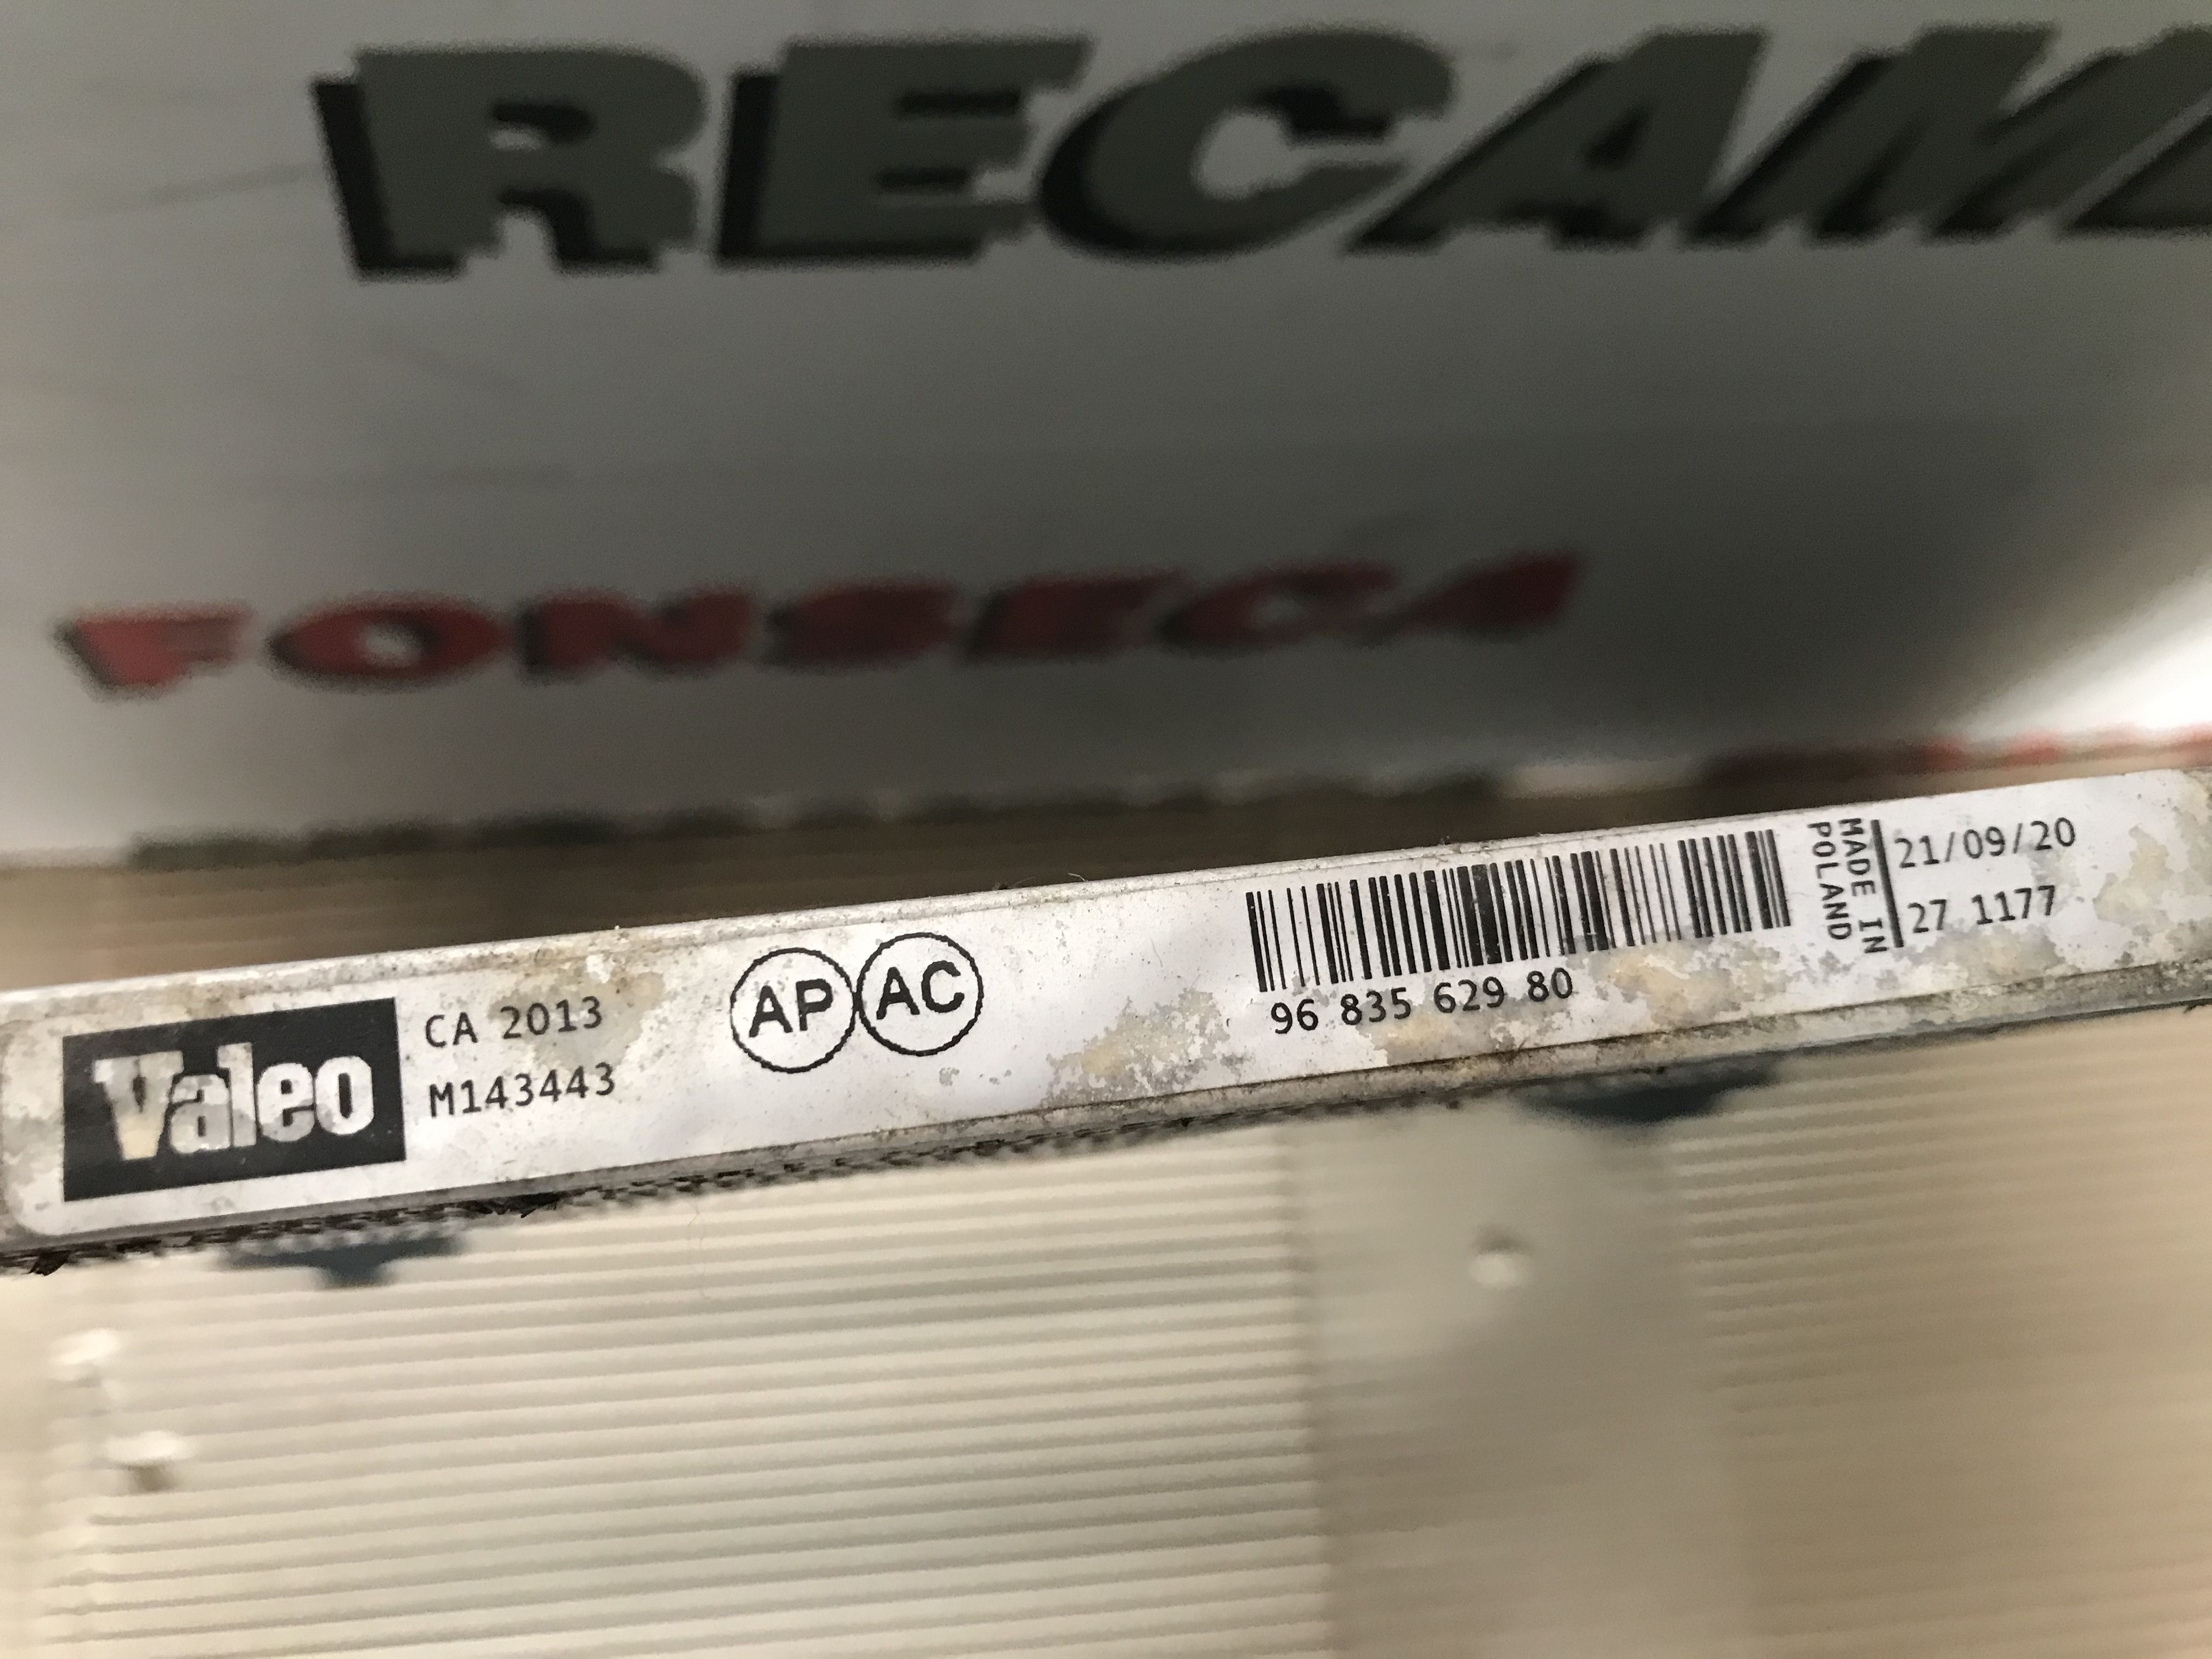 FONSECA
Valeo
CA 2013
M143443
AP AC
96 835 629 80
MADE IN
POLAND
21/09/20
27 1177